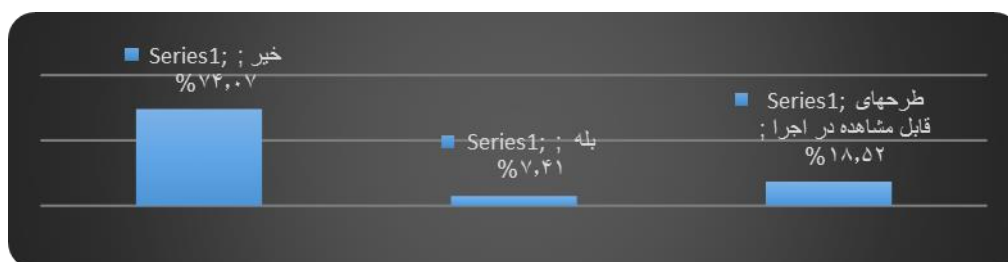 Series1; خیر ;
%۷۴,۰۷
Series1; بله ;
%۷,۴۱
Series1; طرحهای
قابل مشاهده در اجرا ;
%۱۸,۵۲